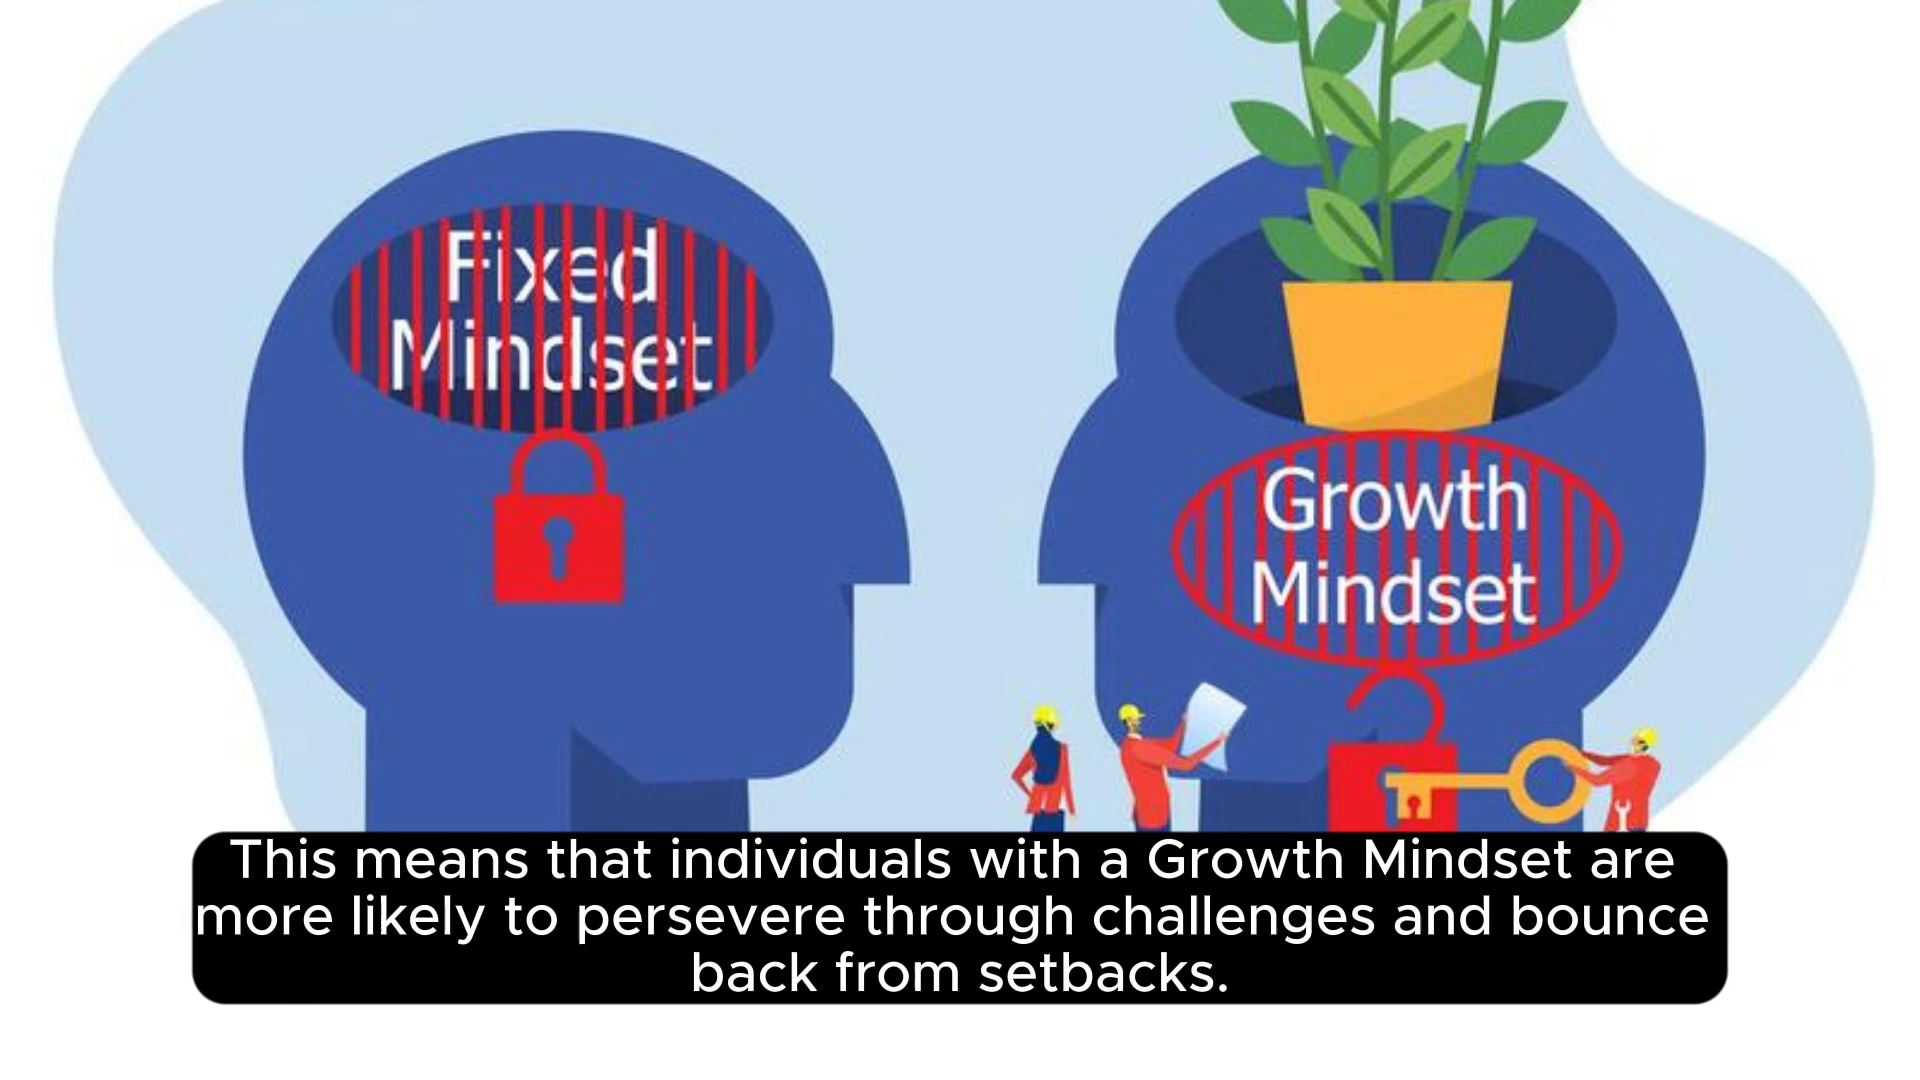 Fixed
Mindset
Growth
Mindset
This means that individuals with a Growth Mindset are
more likely to persevere through challenges and bounce
back from setbacks.